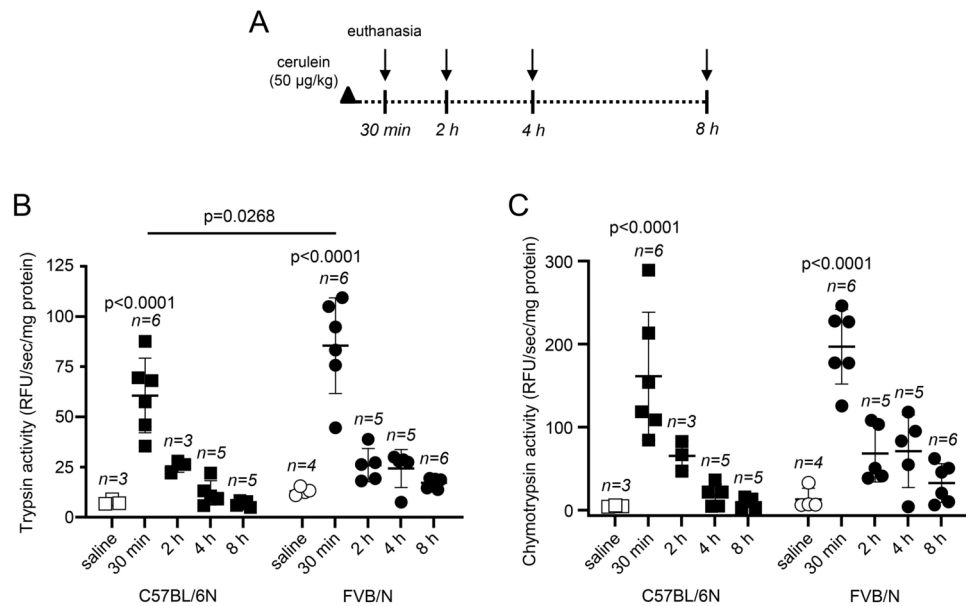 A
euthanasia
cerulein
(50 µg/kg)
30 min
2 h
4 h
8 h
B
p=0.0268
Trypsin activity (RFU/sec/mg protein)
125
100
75
50
25
0
p<0.0001
n=6
n=3
n=3
n=5
n=5
p<0.0001
n=6
n=4
n=5
n=5
n=6
saline
30 min
2 h
4 h
8 h
saline
30 min
2 h
4 h
8 h
C57BL/6N
FVB/N
C
Chymotrypsin activity (RFU/sec/mg protein)
300
200
100
0
p<0.0001
n=6
n=3
n=3
n=5
n=5
p<0.0001
n=6
n=4
n=5
n=5
n=6
saline
30 min
2 h
4 h
8 h
saline
30 min
2 h
4 h
8 h
C57BL/6N
FVB/N